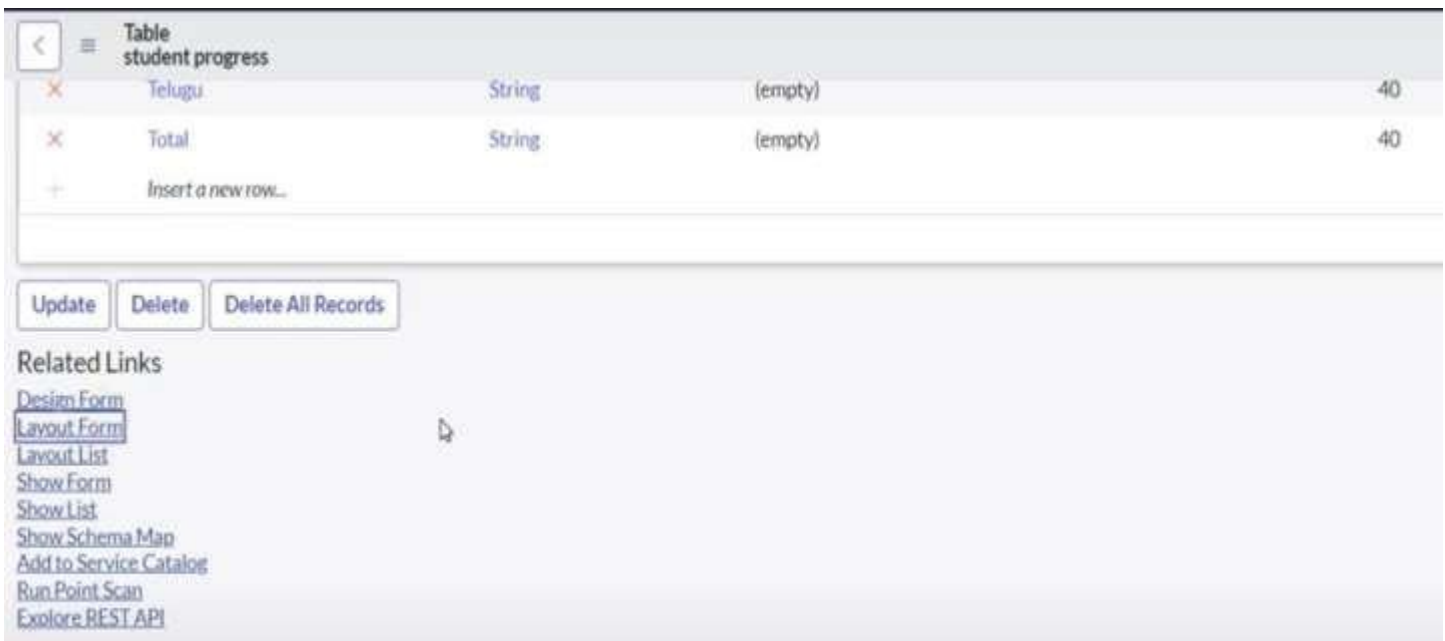 Table
student progress
Telugu String (empty) 40
Total String (empty) 40
Insert a new row...
Update Delete Delete All Records
Related Links
Design Form
Layout Form
Layout List
Show Form
Show List
Show Schema Map
Add to Service Catalog
Run Point Scan
Explore REST API